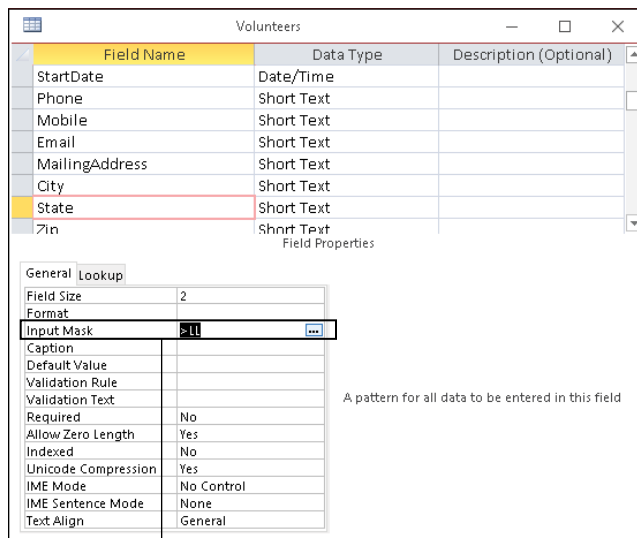 Volunteers
Field Name Data Type Description (Optional)
StartDate Date/Time
Phone Short Text
Mobile Short Text
Email Short Text
MailingAddress Short Text
City Short Text
State Short Text
Zip Short Text
Field Properties
General Lookup
Field Size 2
Format
Input Mask >LL ...
Caption
Default Value
Validation Rule
Validation Text
A pattern for all data to be entered in this field
Required No
Allow Zero Length Yes
Indexed No
Unicode Compression Yes
IME Mode No Control
IME Sentence Mode None
Text Align General